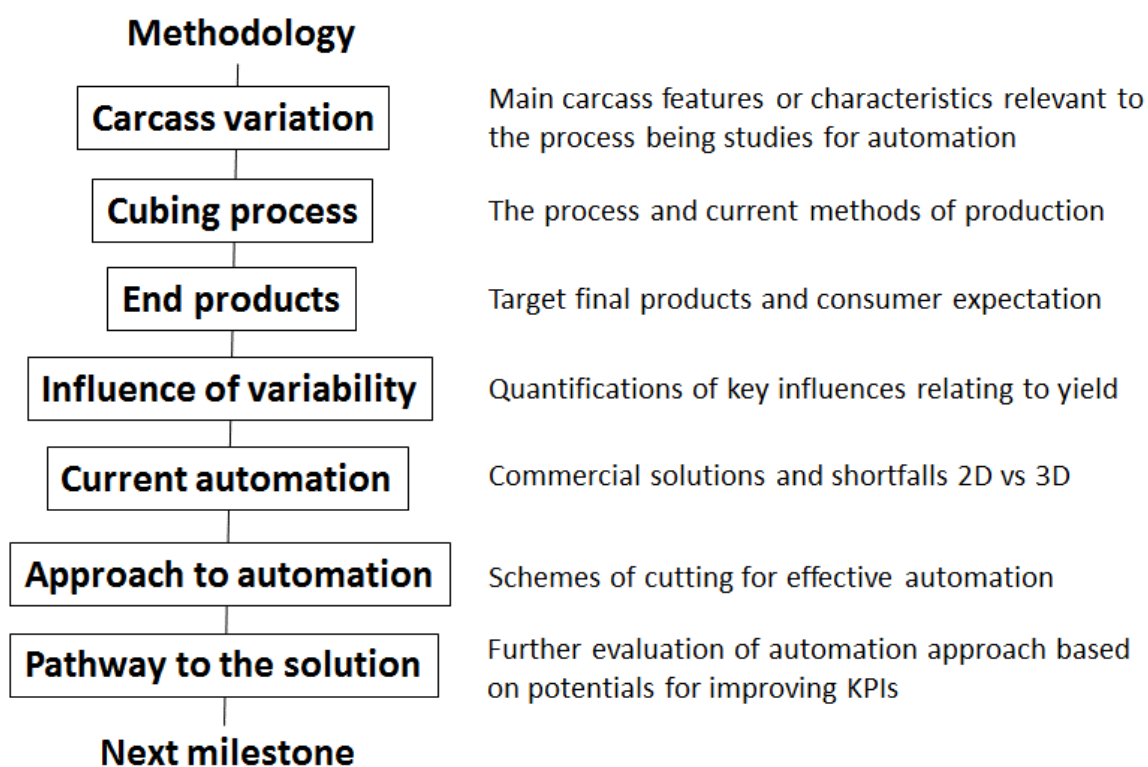 Methodology
Carcass variation
Main carcass features or characteristics relevant to
the process being studies for automation
Cubing process
The process and current methods of production
End products
Target final products and consumer expectation
Influence of variability
Quantifications of key influences relating to yield
Current automation
Commercial solutions and shortfalls 2D vs 3D
Approach to automation
Schemes of cutting for effective automation
Pathway to the solution
Further evaluation of automation approach based
on potentials for improving KPIs
Next milestone